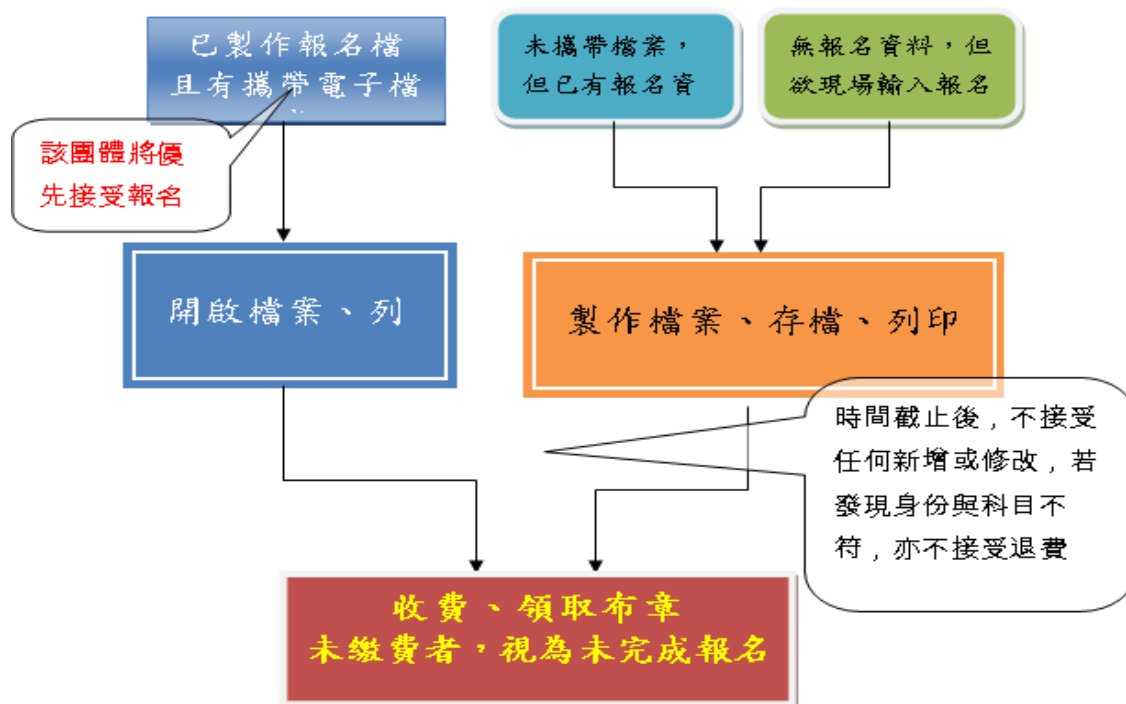 已製作報名檔
且有攜帶電子檔
未攜帶檔案，
但已有報名資
無報名資料，但
欲現場輸入報名
該團體將優
先接受報名
開啟檔案、列
製作檔案、存檔、列印
時間截止後，不接受
任何新增或修改，若
發現身份與科目不
符，亦不接受退費
收費、領取布章
未繳費者，視為未完成報名